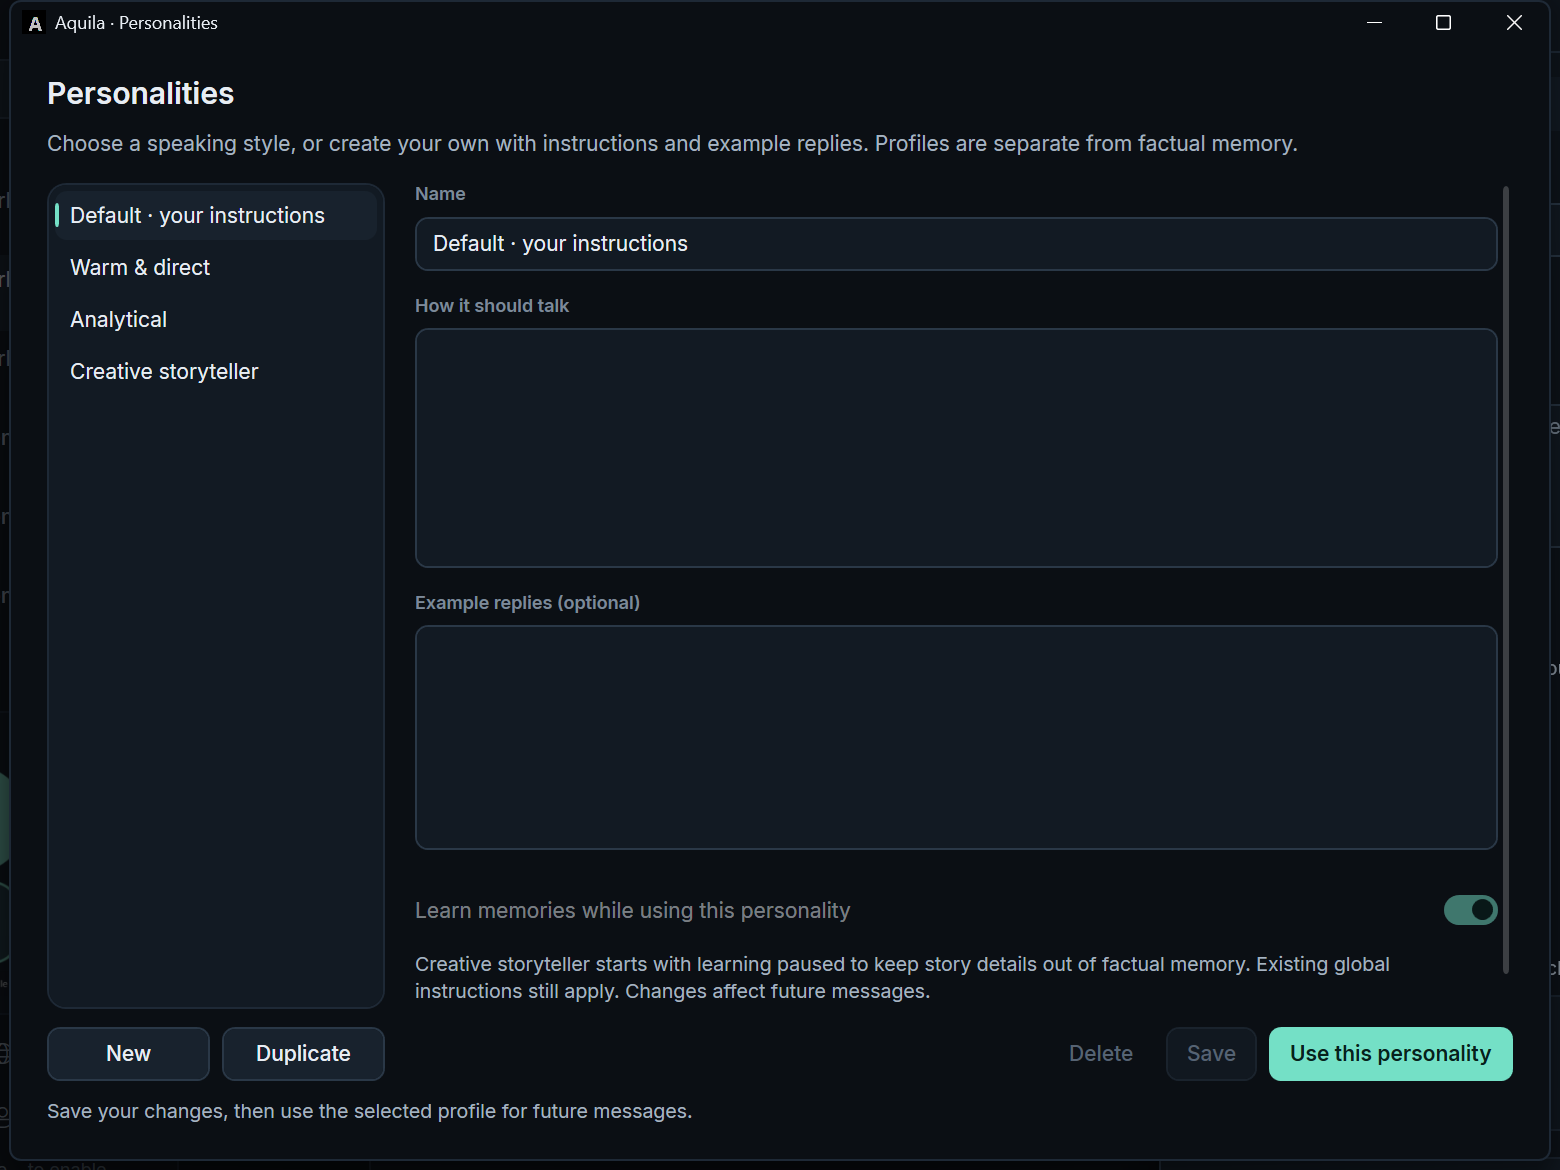 A Aquila · Personalities
Personalities
Choose a speaking style, or create your own with instructions and example replies. Profiles are separate from factual memory.
Default · your instructions
Warm & direct
Analytical
Creative storyteller
Name
Default · your instructions
How it should talk
Example replies (optional)
Learn memories while using this personality
Creative storyteller starts with learning paused to keep story details out of factual memory. Existing global
instructions still apply. Changes affect future messages.
New
Duplicate
Delete
Save
Use this personality
Save your changes, then use the selected profile for future messages.
to enable